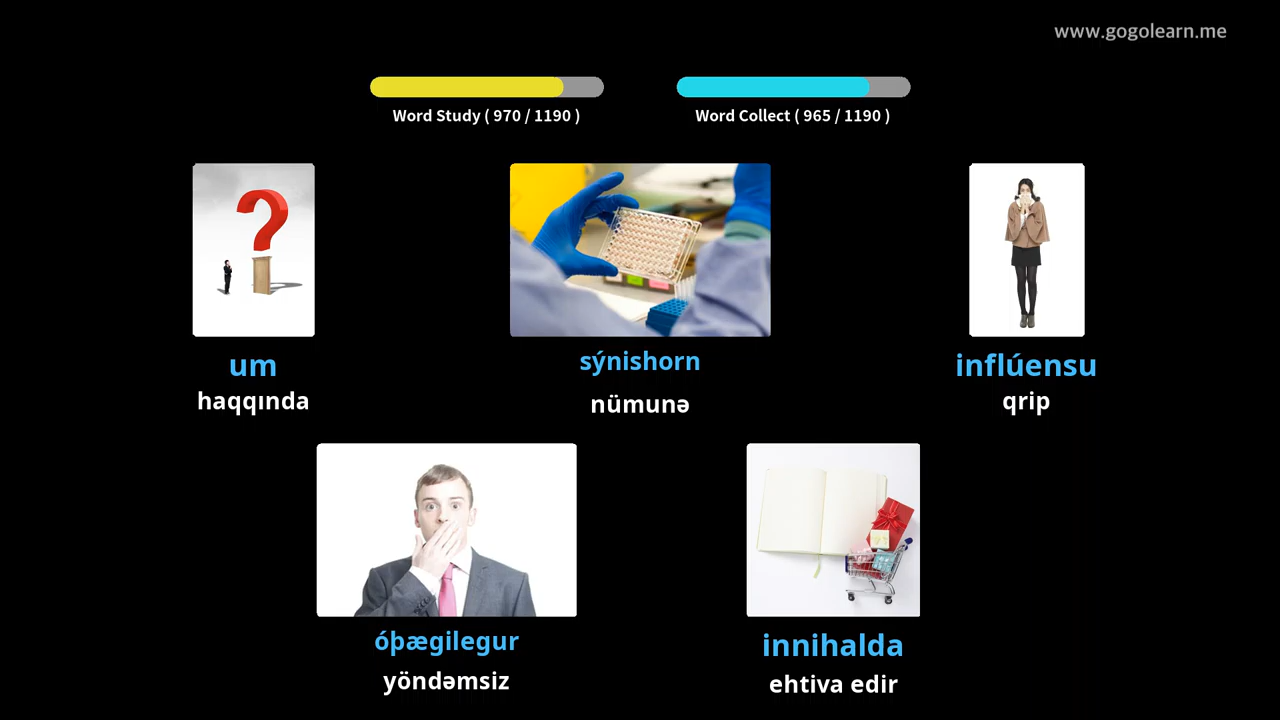 www.gogolearn.me
Word Study ( 970 / 1190 )
Word Collect ( 965 / 1190 )
um
haqqında
sýnishorn
nümunə
inflúensu
qrip
óþægilegur
yöndəmsiz
innihalda
ehtiva edir